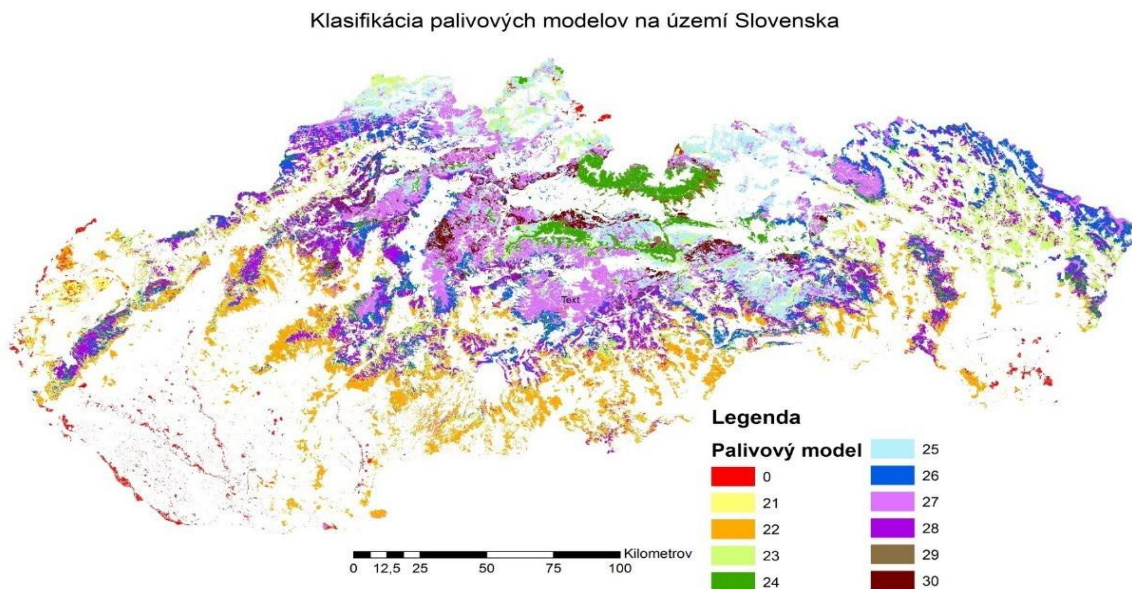 Klasifikácia palivových modelov na území Slovenska
Text
Legenda
Palivový model
0
21
22
23
24
25
26
27
28
29
30
Kilometrov
0 12,5 25 50 75 100